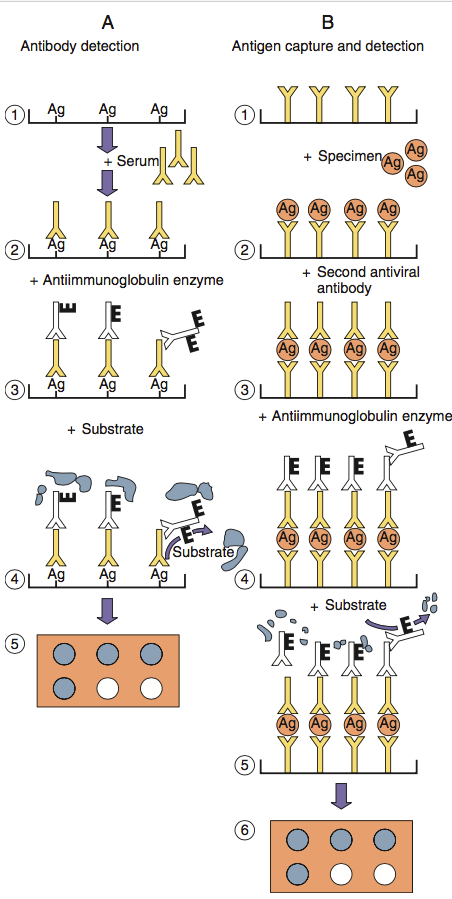 A
Antibody detection
1
Ag Ag Ag
+ Serum
2
Ag Ag Ag
+ Antiimmunoglobulin enzyme
E E E
E
3
Ag Ag Ag
+ Substrate
E E E
E
Substrate
4
Ag Ag Ag
5
B
Antigen capture and detection
1
+ Specimen
Ag Ag
Ag
2
Ag Ag Ag Ag
+ Second antiviral
antibody
3
Ag Ag Ag Ag
+ Antiimmunoglobulin enzyme
E
E E E
4
Ag Ag Ag Ag
+ Substrate
E
E E E
Ag Ag Ag Ag
5
6